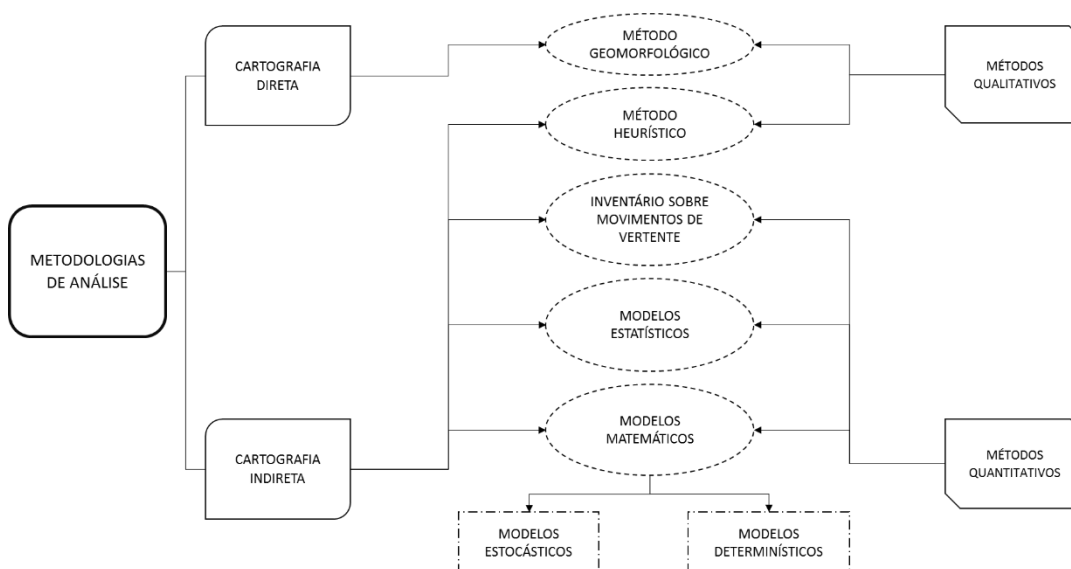 MÉTODO
GEOMORFOLÓGICO
CARTOGRAFIA
DIRETA
MÉTODOS
QUALITATIVOS
MÉTODO
HEURÍSTICO
INVENTÁRIO SOBRE
MOVIMENTOS DE
VERTENTE
METODOLOGIAS
DE ANÁLISE
MODELOS
ESTATÍSTICOS
MODELOS
MATEMÁTICOS
CARTOGRAFIA
INDIRETA
MÉTODOS
QUANTITATIVOS
MODELOS
ESTOCÁSTICOS
MODELOS
DETERMINÍSTICOS